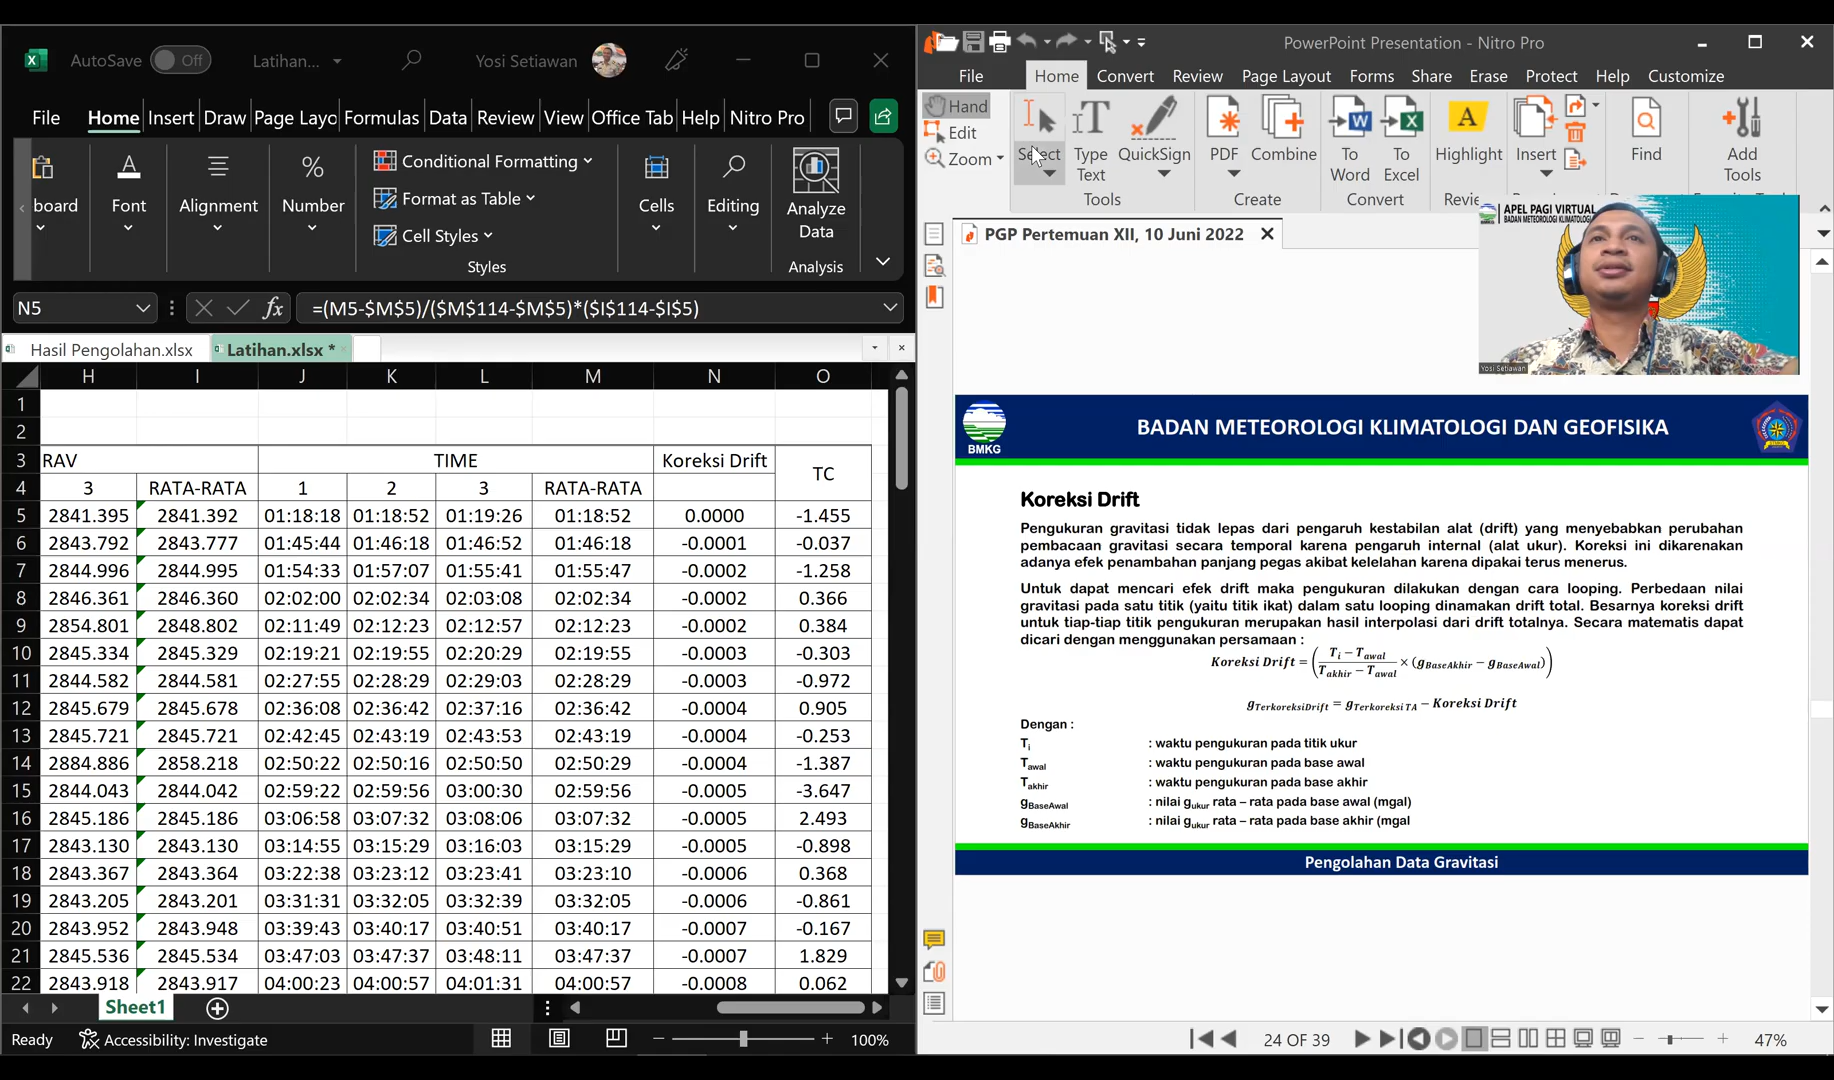 AutoSave Off Latihan... Yosi Setiawan
File Home Insert Draw Page Layo Formulas Data Review View Office Tab Help Nitro Pro
board Font Alignment Number
Conditional Formatting
Format as Table
Cell Styles
Styles
Cells Editing Analyze Data
Analysis
N5 fx =(M5-$M$5)/($M$114-$M$5)*($I$114-$I$5)
Hasil Pengolahan.xlsx Latihan.xlsx *
H I J K L M N O
1
2
3 RAV TIME Koreksi Drift TC
4 3 RATA-RATA 1 2 3 RATA-RATA
5 2841.395 2841.392 01:18:18 01:18:52 01:19:26 01:18:52 0.0000 -1.455
6 2843.792 2843.777 01:45:44 01:46:18 01:46:52 01:46:18 -0.0001 -0.037
7 2844.996 2844.995 01:54:33 01:57:07 01:55:41 01:55:47 -0.0002 -1.258
8 2846.361 2846.360 02:02:00 02:02:34 02:03:08 02:02:34 -0.0002 0.366
9 2854.801 2848.802 02:11:49 02:12:23 02:12:57 02:12:23 -0.0002 0.384
10 2845.334 2845.329 02:19:21 02:19:55 02:20:29 02:19:55 -0.0003 -0.303
11 2844.582 2844.581 02:27:55 02:28:29 02:29:03 02:28:29 -0.0003 -0.972
12 2845.679 2845.678 02:36:08 02:36:42 02:37:16 02:36:42 -0.0004 0.905
13 2845.721 2845.721 02:42:45 02:43:19 02:43:53 02:43:19 -0.0004 -0.253
14 2884.886 2858.218 02:50:22 02:50:16 02:50:50 02:50:29 -0.0004 -1.387
15 2844.043 2844.042 02:59:22 02:59:56 03:00:30 02:59:56 -0.0005 -3.647
16 2845.186 2845.186 03:06:58 03:07:32 03:08:06 03:07:32 -0.0005 2.493
17 2843.130 2843.130 03:14:55 03:15:29 03:16:03 03:15:29 -0.0005 -0.898
18 2843.367 2843.364 03:22:38 03:23:12 03:23:41 03:23:10 -0.0006 0.368
19 2843.205 2843.201 03:31:31 03:32:05 03:32:39 03:32:05 -0.0006 -0.861
20 2843.952 2843.948 03:39:43 03:40:17 03:40:51 03:40:17 -0.0007 -0.167
21 2845.536 2845.534 03:47:03 03:47:37 03:48:11 03:47:37 -0.0007 1.829
22 2843.918 2843.917 04:00:23 04:00:57 04:01:31 04:00:57 -0.0008 0.062
Sheet1
Ready Accessibility: Investigate 100%
PowerPoint Presentation - Nitro Pro
File Home Convert Review Page Layout Forms Share Erase Protect Help Customize
Hand
Edit
Zoom
Select Type Text QuickSign PDF Combine To Word To Excel Highlight Insert Find Add Tools
Tools Create Convert
PGP Pertemuan XII, 10 Juni 2022
APEL PAGI VIRTUAL
BADAN METEOROLOGI KLIMATOLOGI
Yosi Setiawan
BMKG BADAN METEOROLOGI KLIMATOLOGI DAN GEOFISIKA
Koreksi Drift
Pengukuran gravitasi tidak lepas dari pengaruh kestabilan alat (drift) yang menyebabkan perubahan
pembacaan gravitasi secara temporal karena pengaruh internal (alat ukur). Koreksi ini dikarenakan
adanya efek penambahan panjang pegas akibat kelelahan karena dipakai terus menerus.
Untuk dapat mencari efek drift maka pengukuran dilakukan dengan cara looping. Perbedaan nilai
gravitasi pada satu titik (yaitu titik ikat) dalam satu looping dinamakan drift total. Besarnya koreksi drift
untuk tiap-tiap titik pengukuran merupakan hasil interpolasi dari drift totalnya. Secara matematis dapat
dicari dengan menggunakan persamaan :
Koreksi Drift = ( (Ti − Tawal) / (Takhir − Tawal) × (gBaseAkhir − gBaseAwal) )
gTerkoreksiDrift = gTerkoreksi TA − Koreksi Drift
Dengan :
Ti : waktu pengukuran pada titik ukur
Tawal : waktu pengukuran pada base awal
Takhir : waktu pengukuran pada base akhir
gBaseAwal : nilai gukur rata – rata pada base awal (mgal)
gBaseAkhir : nilai gukur rata – rata pada base akhir (mgal
Pengolahan Data Gravitasi
24 OF 39 47%